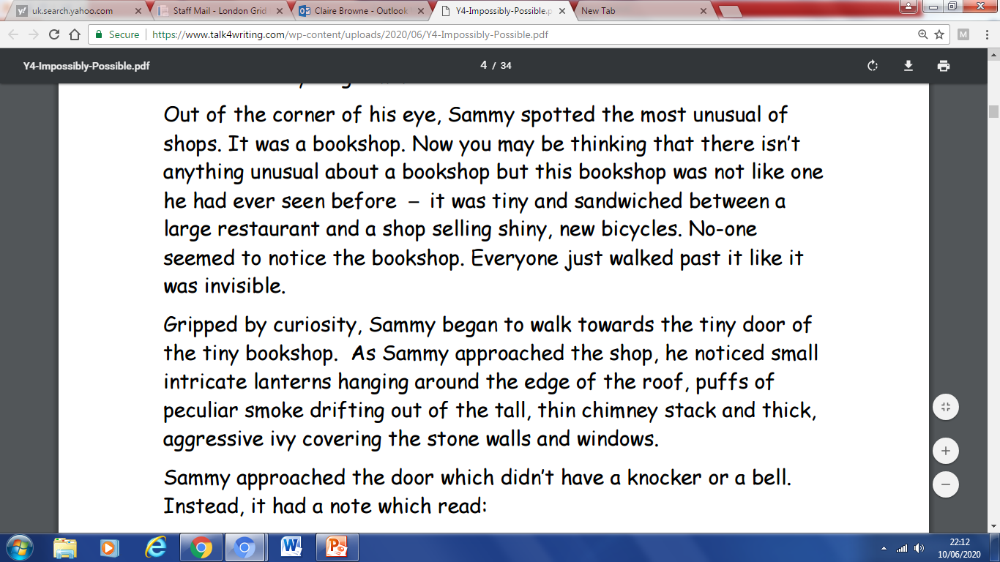 uk.search.yahoo.com
Staff Mail - London Grid
Claire Browne - Outlook
Y4-Impossibly-Possible.p
New Tab
Secure
https://www.talk4writing.com/wp-content/uploads/2020/06/Y4-Impossibly-Possible.pdf
M
Y4-Impossibly-Possible.pdf
4 / 34
Out of the corner of his eye, Sammy spotted the most unusual of
shops. It was a bookshop. Now you may be thinking that there isn't
anything unusual about a bookshop but this bookshop was not like one
he had ever seen before – it was tiny and sandwiched between a
large restaurant and a shop selling shiny, new bicycles. No-one
seemed to notice the bookshop. Everyone just walked past it like it
was invisible.
Gripped by curiosity, Sammy began to walk towards the tiny door of
the tiny bookshop. As Sammy approached the shop, he noticed small
intricate lanterns hanging around the edge of the roof, puffs of
peculiar smoke drifting out of the tall, thin chimney stack and thick,
aggressive ivy covering the stone walls and windows.
Sammy approached the door which didn't have a knocker or a bell.
Instead, it had a note which read:
22:12
10/06/2020